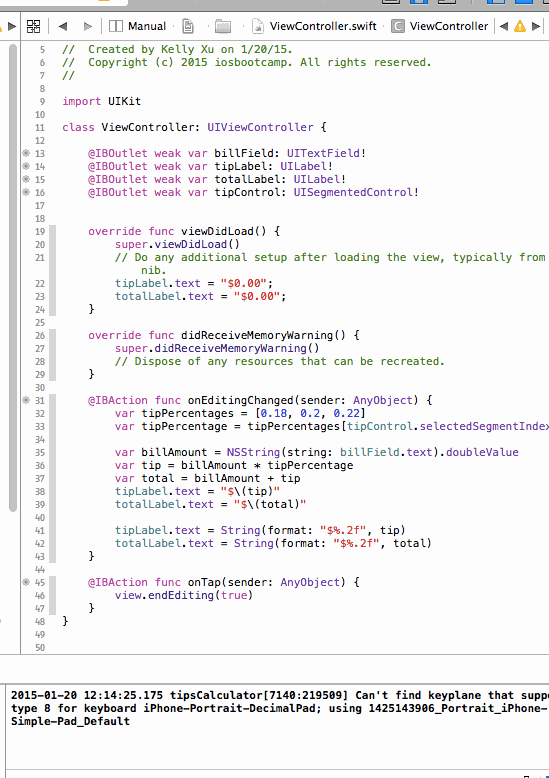 Manual ViewController.swift ViewController
5 //  Created by Kelly Xu on 1/20/15.
6 //  Copyright (c) 2015 iosbootcamp. All rights reserved.
7 //
8
9 import UIKit
10
11 class ViewController: UIViewController {
12
13     @IBOutlet weak var billField: UITextField!
14     @IBOutlet weak var tipLabel: UILabel!
15     @IBOutlet weak var totalLabel: UILabel!
16     @IBOutlet weak var tipControl: UISegmentedControl!
17
18
19     override func viewDidLoad() {
20         super.viewDidLoad()
21         // Do any additional setup after loading the view, typically from
nib.
22         tipLabel.text = "$0.00";
23         totalLabel.text = "$0.00";
24     }
25
26     override func didReceiveMemoryWarning() {
27         super.didReceiveMemoryWarning()
28         // Dispose of any resources that can be recreated.
29     }
30
31     @IBAction func onEditingChanged(sender: AnyObject) {
32         var tipPercentages = [0.18, 0.2, 0.22]
33         var tipPercentage = tipPercentages[tipControl.selectedSegmentIndex
34
35         var billAmount = NSString(string: billField.text).doubleValue
36         var tip = billAmount * tipPercentage
37         var total = billAmount + tip
38         tipLabel.text = "$\(tip)"
39         totalLabel.text = "$\(total)"
40
41         tipLabel.text = String(format: "$%.2f", tip)
42         totalLabel.text = String(format: "$%.2f", total)
43     }
44
45     @IBAction func onTap(sender: AnyObject) {
46         view.endEditing(true)
47     }
48 }
49
50
2015-01-20 12:14:25.175 tipsCalculator[7140:219509] Can't find keyplane that supp
type 8 for keyboard iPhone-Portrait-DecimalPad; using 1425143906_Portrait_iPhone-
Simple-Pad_Default